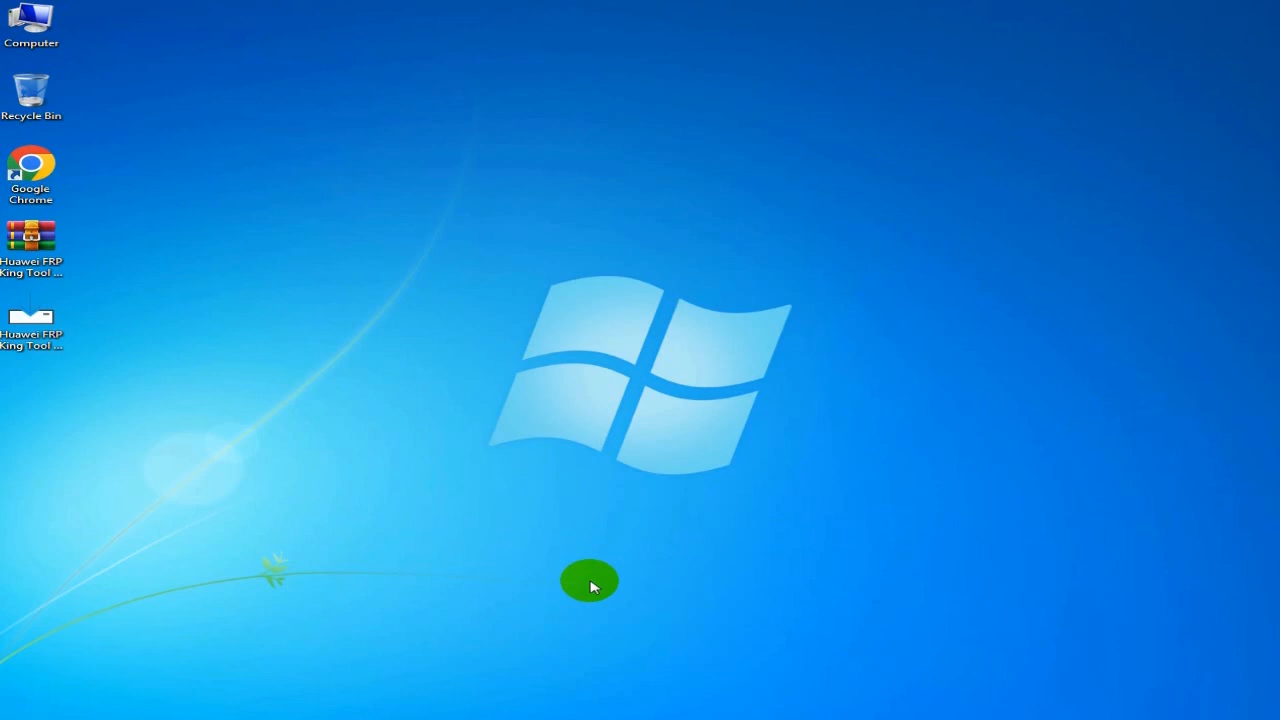 Computer
Recycle Bin
Google
Chrome
Huawei FRP
King Tool ...
Huawei FRP
King Tool ...